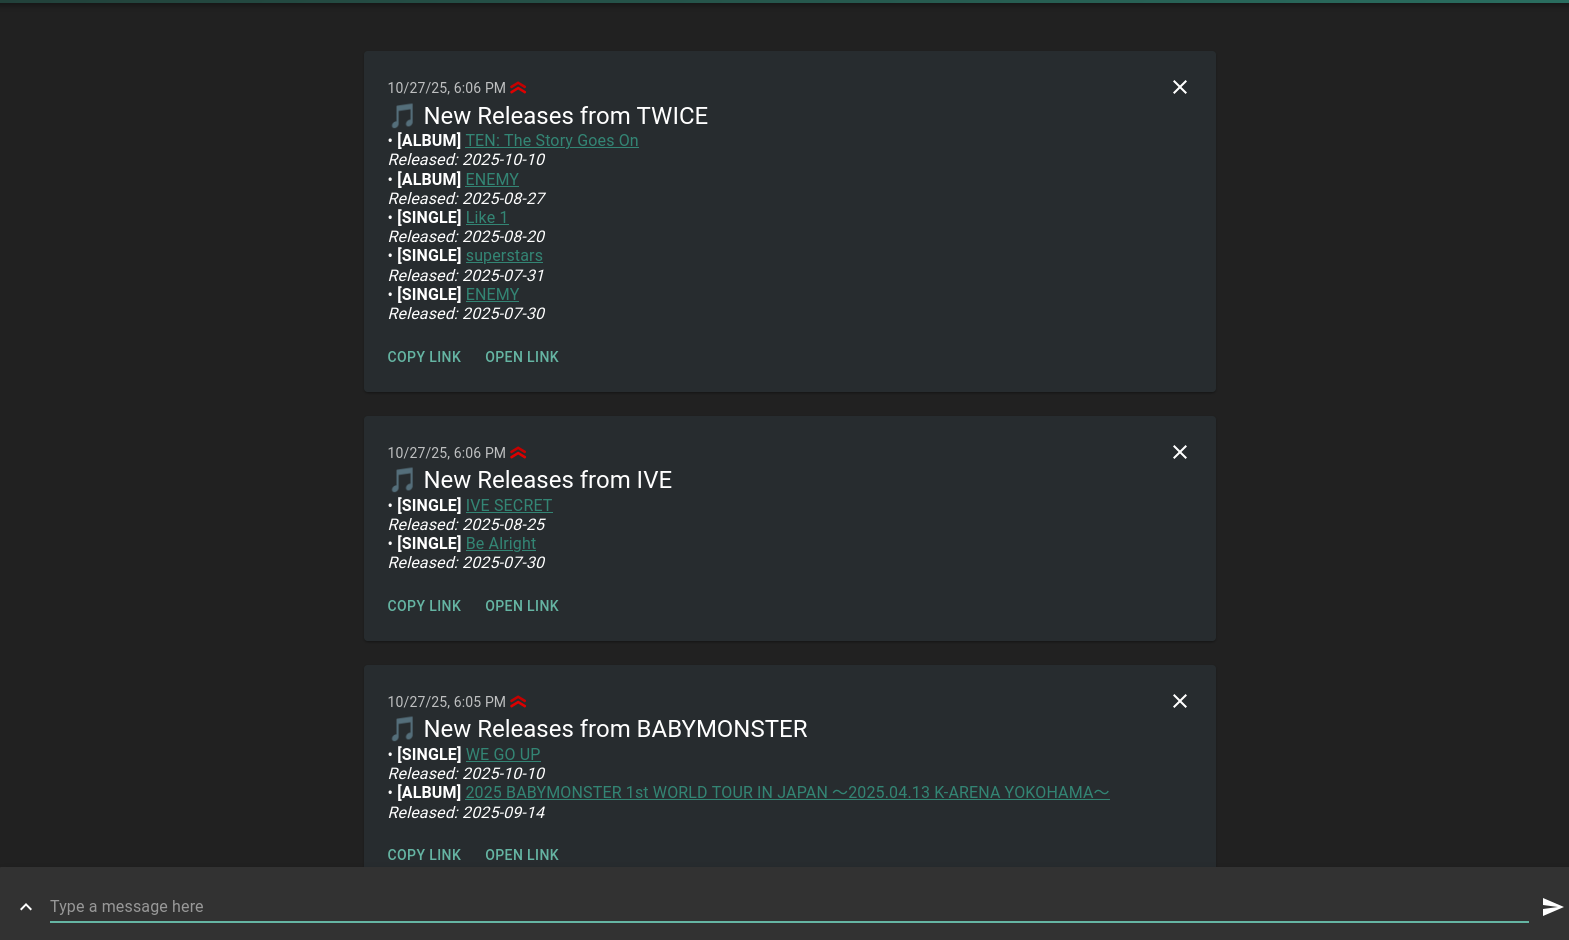 10/27/25, 6:06 PM
🎵 New Releases from TWICE
• [ALBUM] TEN: The Story Goes On
Released: 2025-10-10
• [ALBUM] ENEMY
Released: 2025-08-27
• [SINGLE] Like 1
Released: 2025-08-20
• [SINGLE] superstars
Released: 2025-07-31
• [SINGLE] ENEMY
Released: 2025-07-30
COPY LINK OPEN LINK
10/27/25, 6:06 PM
🎵 New Releases from IVE
• [SINGLE] IVE SECRET
Released: 2025-08-25
• [SINGLE] Be Alright
Released: 2025-07-30
COPY LINK OPEN LINK
10/27/25, 6:05 PM
🎵 New Releases from BABYMONSTER
• [SINGLE] WE GO UP
Released: 2025-10-10
• [ALBUM] 2025 BABYMONSTER 1st WORLD TOUR IN JAPAN 〜2025.04.13 K-ARENA YOKOHAMA〜
Released: 2025-09-14
COPY LINK OPEN LINK
Type a message here